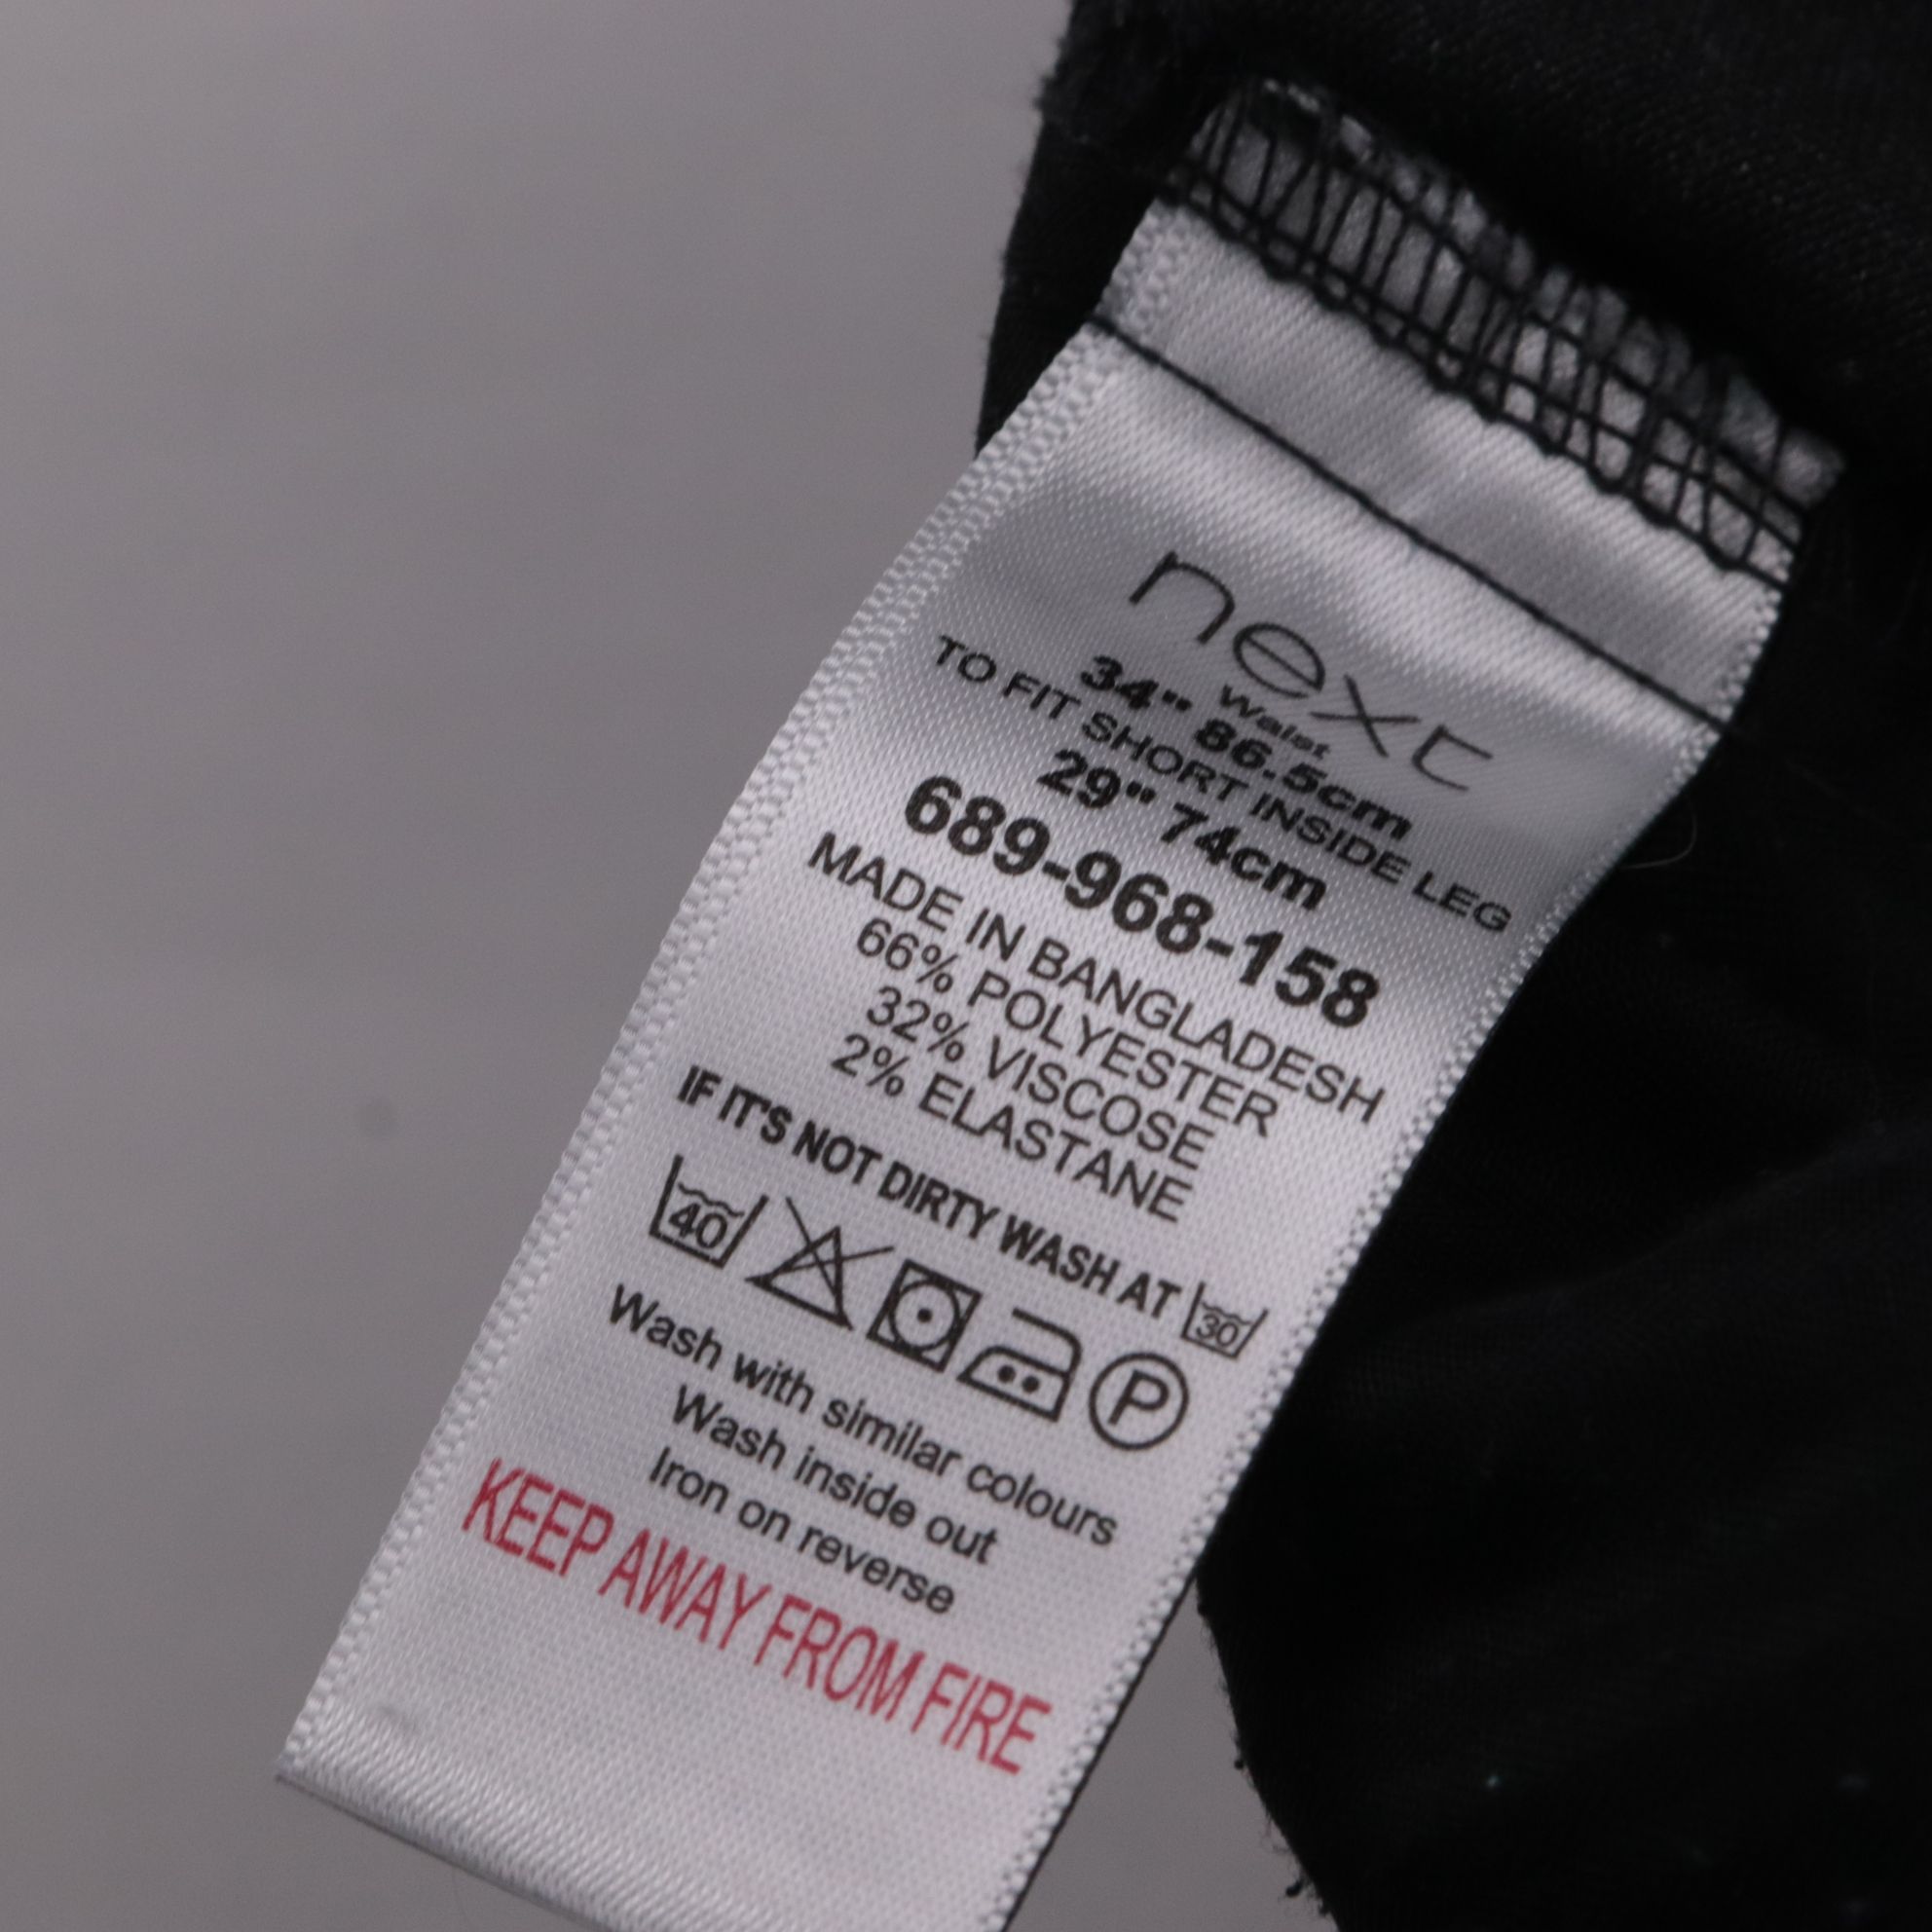 next
Waist
34" 86.5cm
TO FIT SHORT INSIDE LEG
29" 74cm
689-968-158
MADE IN BANGLADESH
66% POLYESTER
32% VISCOSE
2% ELASTANE
IF IT'S NOT DIRTY WASH AT 30
40 P
Wash with similar colours
Wash inside out
Iron on reverse
KEEP AWAY FROM FIRE